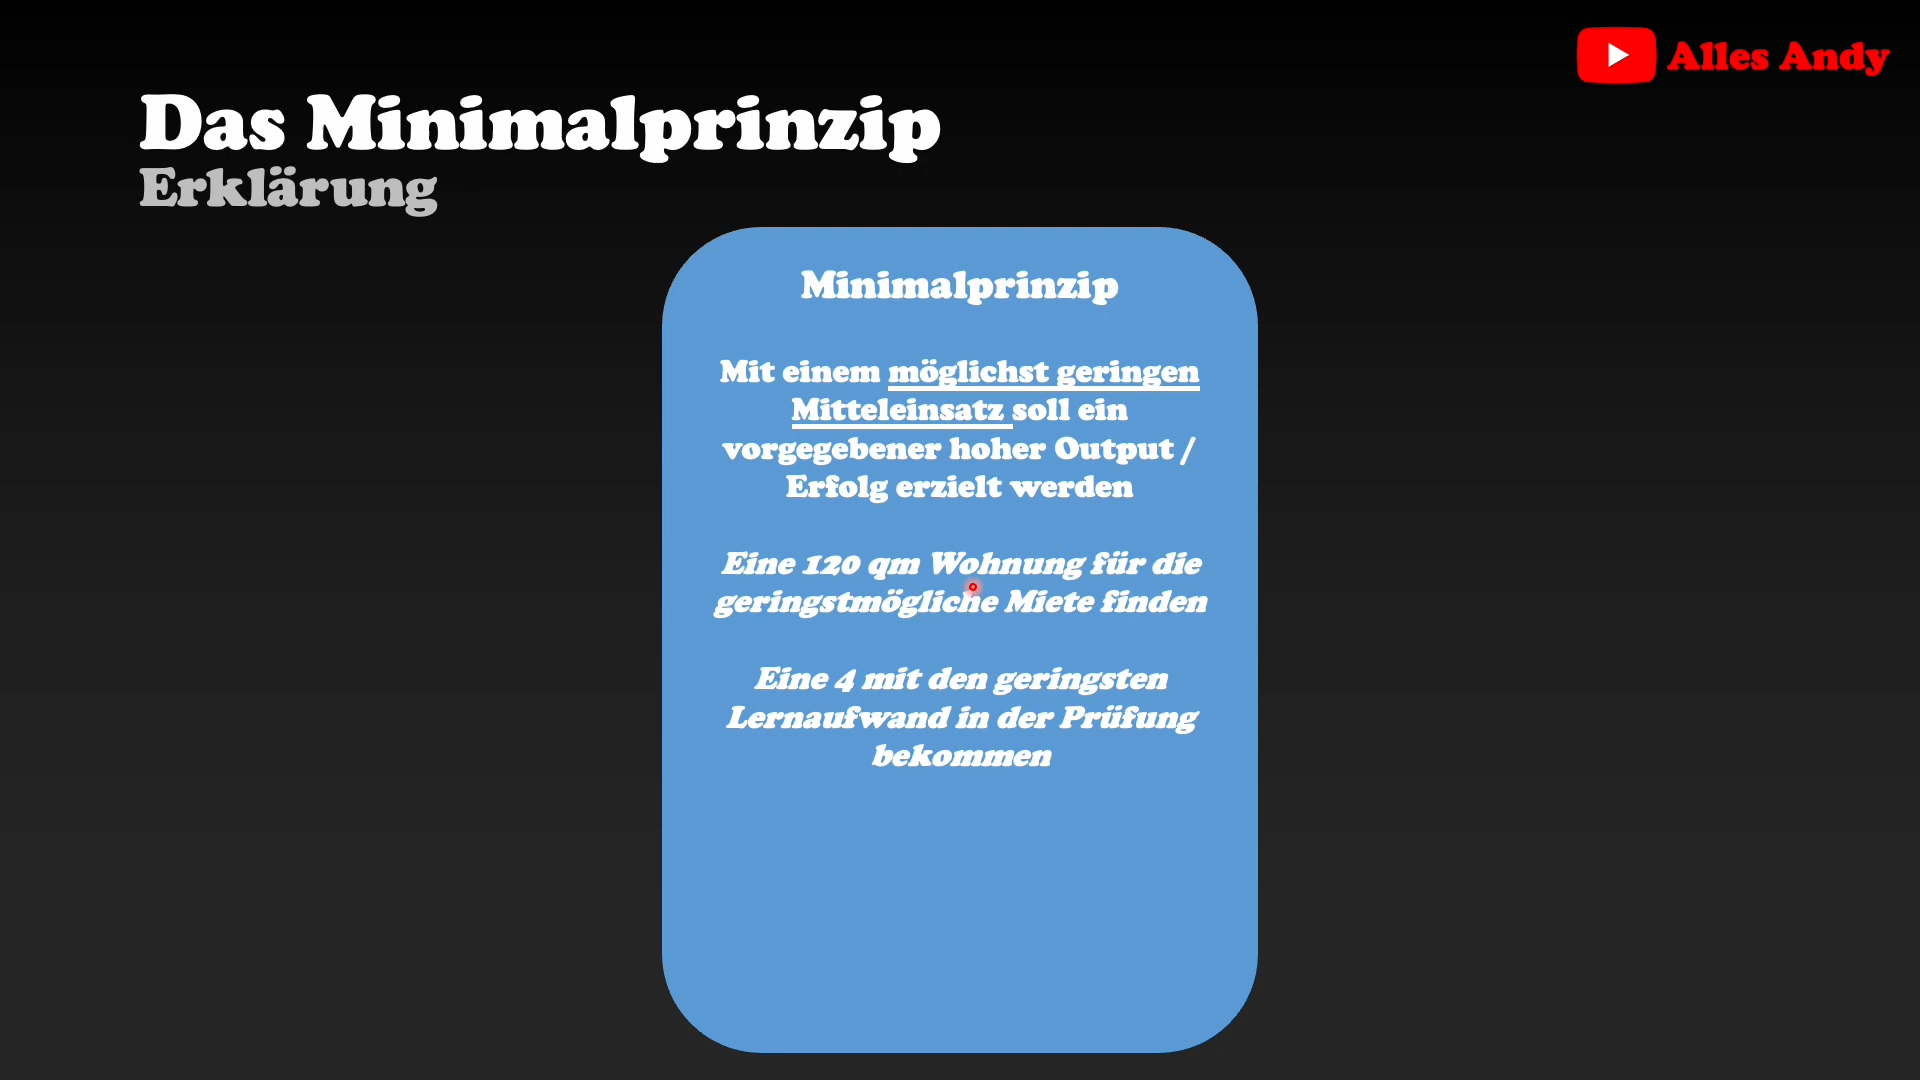 Alles Andy
Das Minimalprinzip
Erklärung
Minimalprinzip
Mit einem möglichst geringen
Mitteleinsatz soll ein
vorgegebener hoher Output /
Erfolg erzielt werden
Eine 120 qm Wohnung für die
geringstmögliche Miete finden
Eine 4 mit den geringsten
Lernaufwand in der Prüfung
bekommen